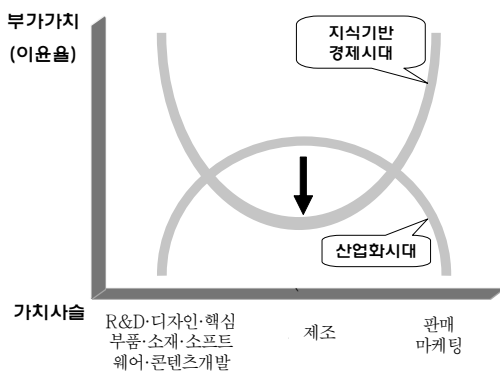 부가가치
(이윤율)
지식기반
경제시대
산업화시대
가치사슬
R&D·디자인·핵심
부품·소재·소프트
웨어·콘텐츠개발
제조
판매
마케팅